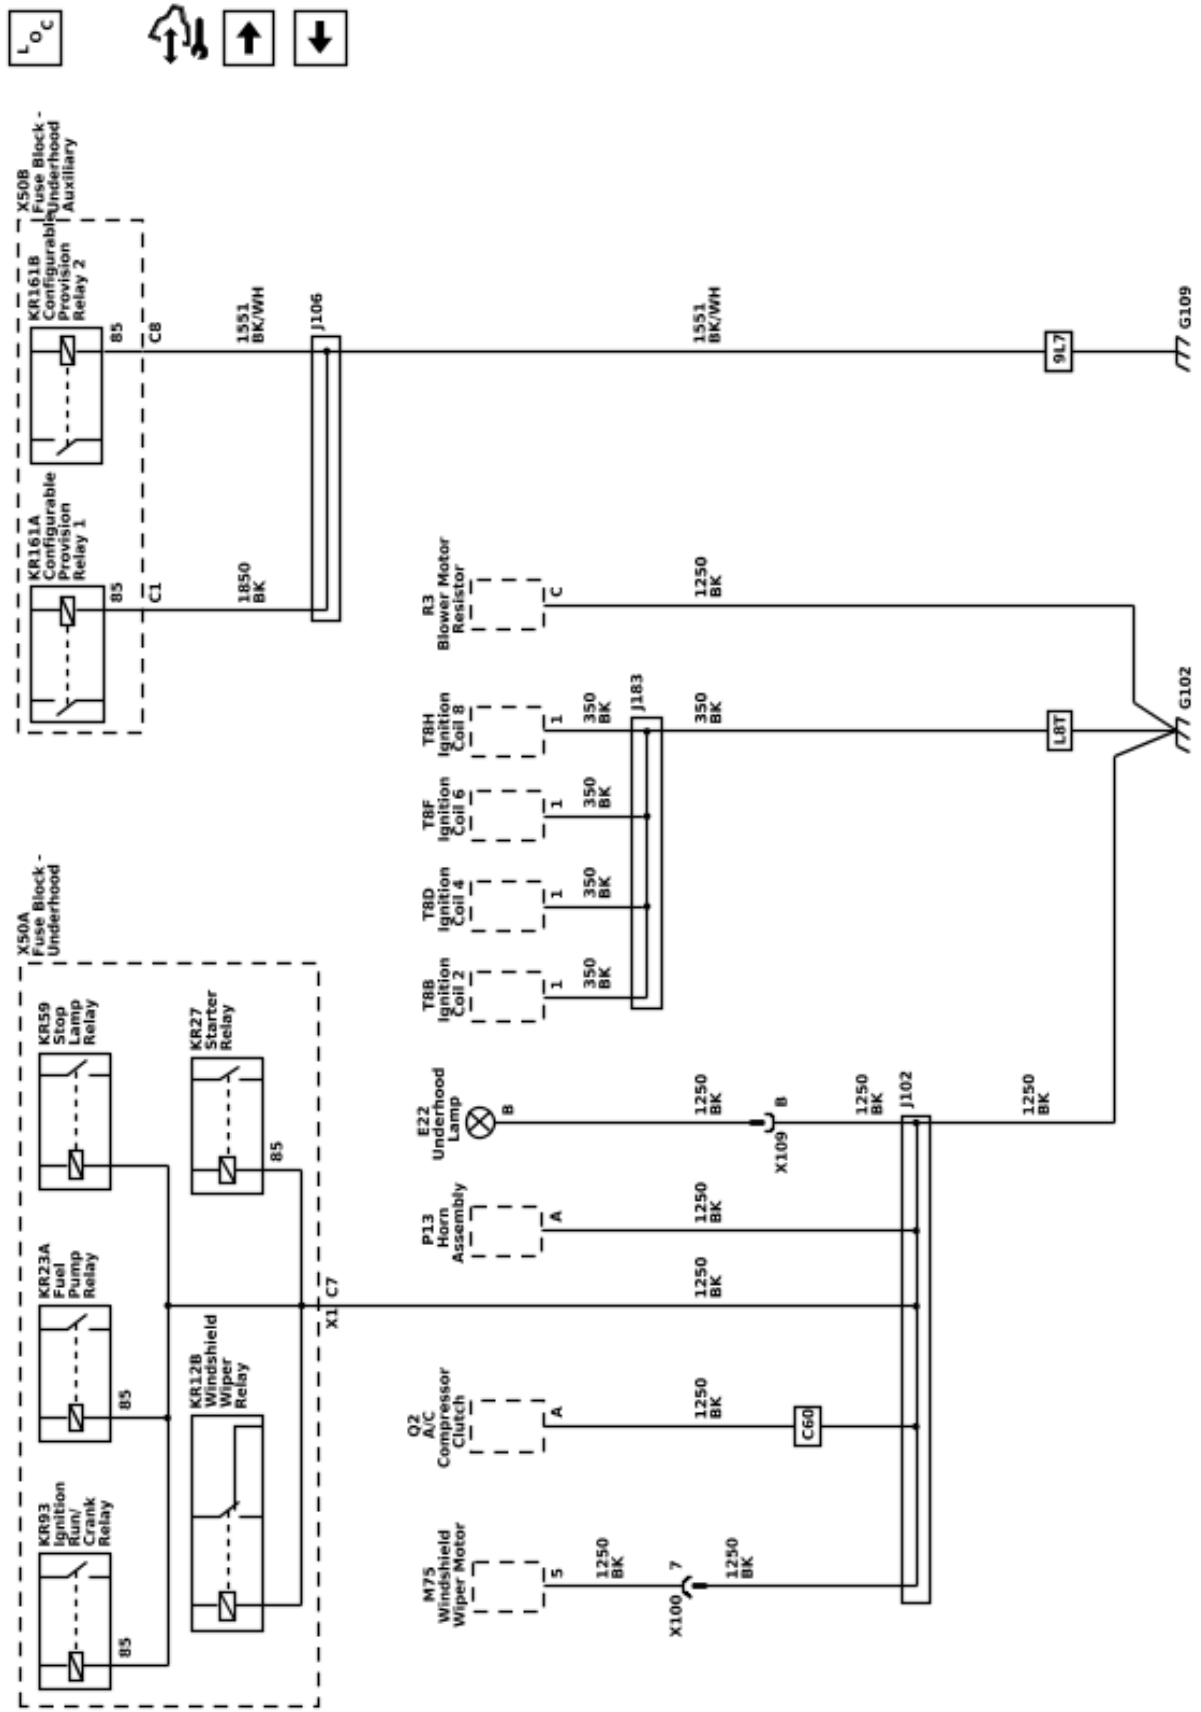 LOC
X50A
Fuse Block -
Underhood
KR93
Ignition
Run/
Crank
Relay
85
KR23A
Fuel
Pump
Relay
85
KR59
Stop
Lamp
Relay
KR12B
Windshield
Wiper
Relay
KR27
Starter
Relay
85
X1
C7
X50B
Fuse Block -
Underhood
Auxiliary
KR161A
Configurable
Provision
Relay 1
85
C1
1850
BK
KR161B
Configurable
Provision
Relay 2
85
C8
1551
BK/WH
J106
1551
BK/WH
9L7
G109
M75
Windshield
Wiper Motor
5
1250
BK
X100
7
1250
BK
Q2
A/C
Compressor
Clutch
A
1250
BK
C60
1250
BK
P13
Horn
Assembly
A
1250
BK
E22
Underhood
Lamp
B
1250
BK
X109
B
1250
BK
J102
1250
BK
T8B
Ignition
Coil 2
1
350
BK
T8D
Ignition
Coil 4
1
350
BK
T8F
Ignition
Coil 6
1
350
BK
T8H
Ignition
Coil 8
1
350
BK
J183
350
BK
L8T
R3
Blower Motor
Resistor
C
1250
BK
G102